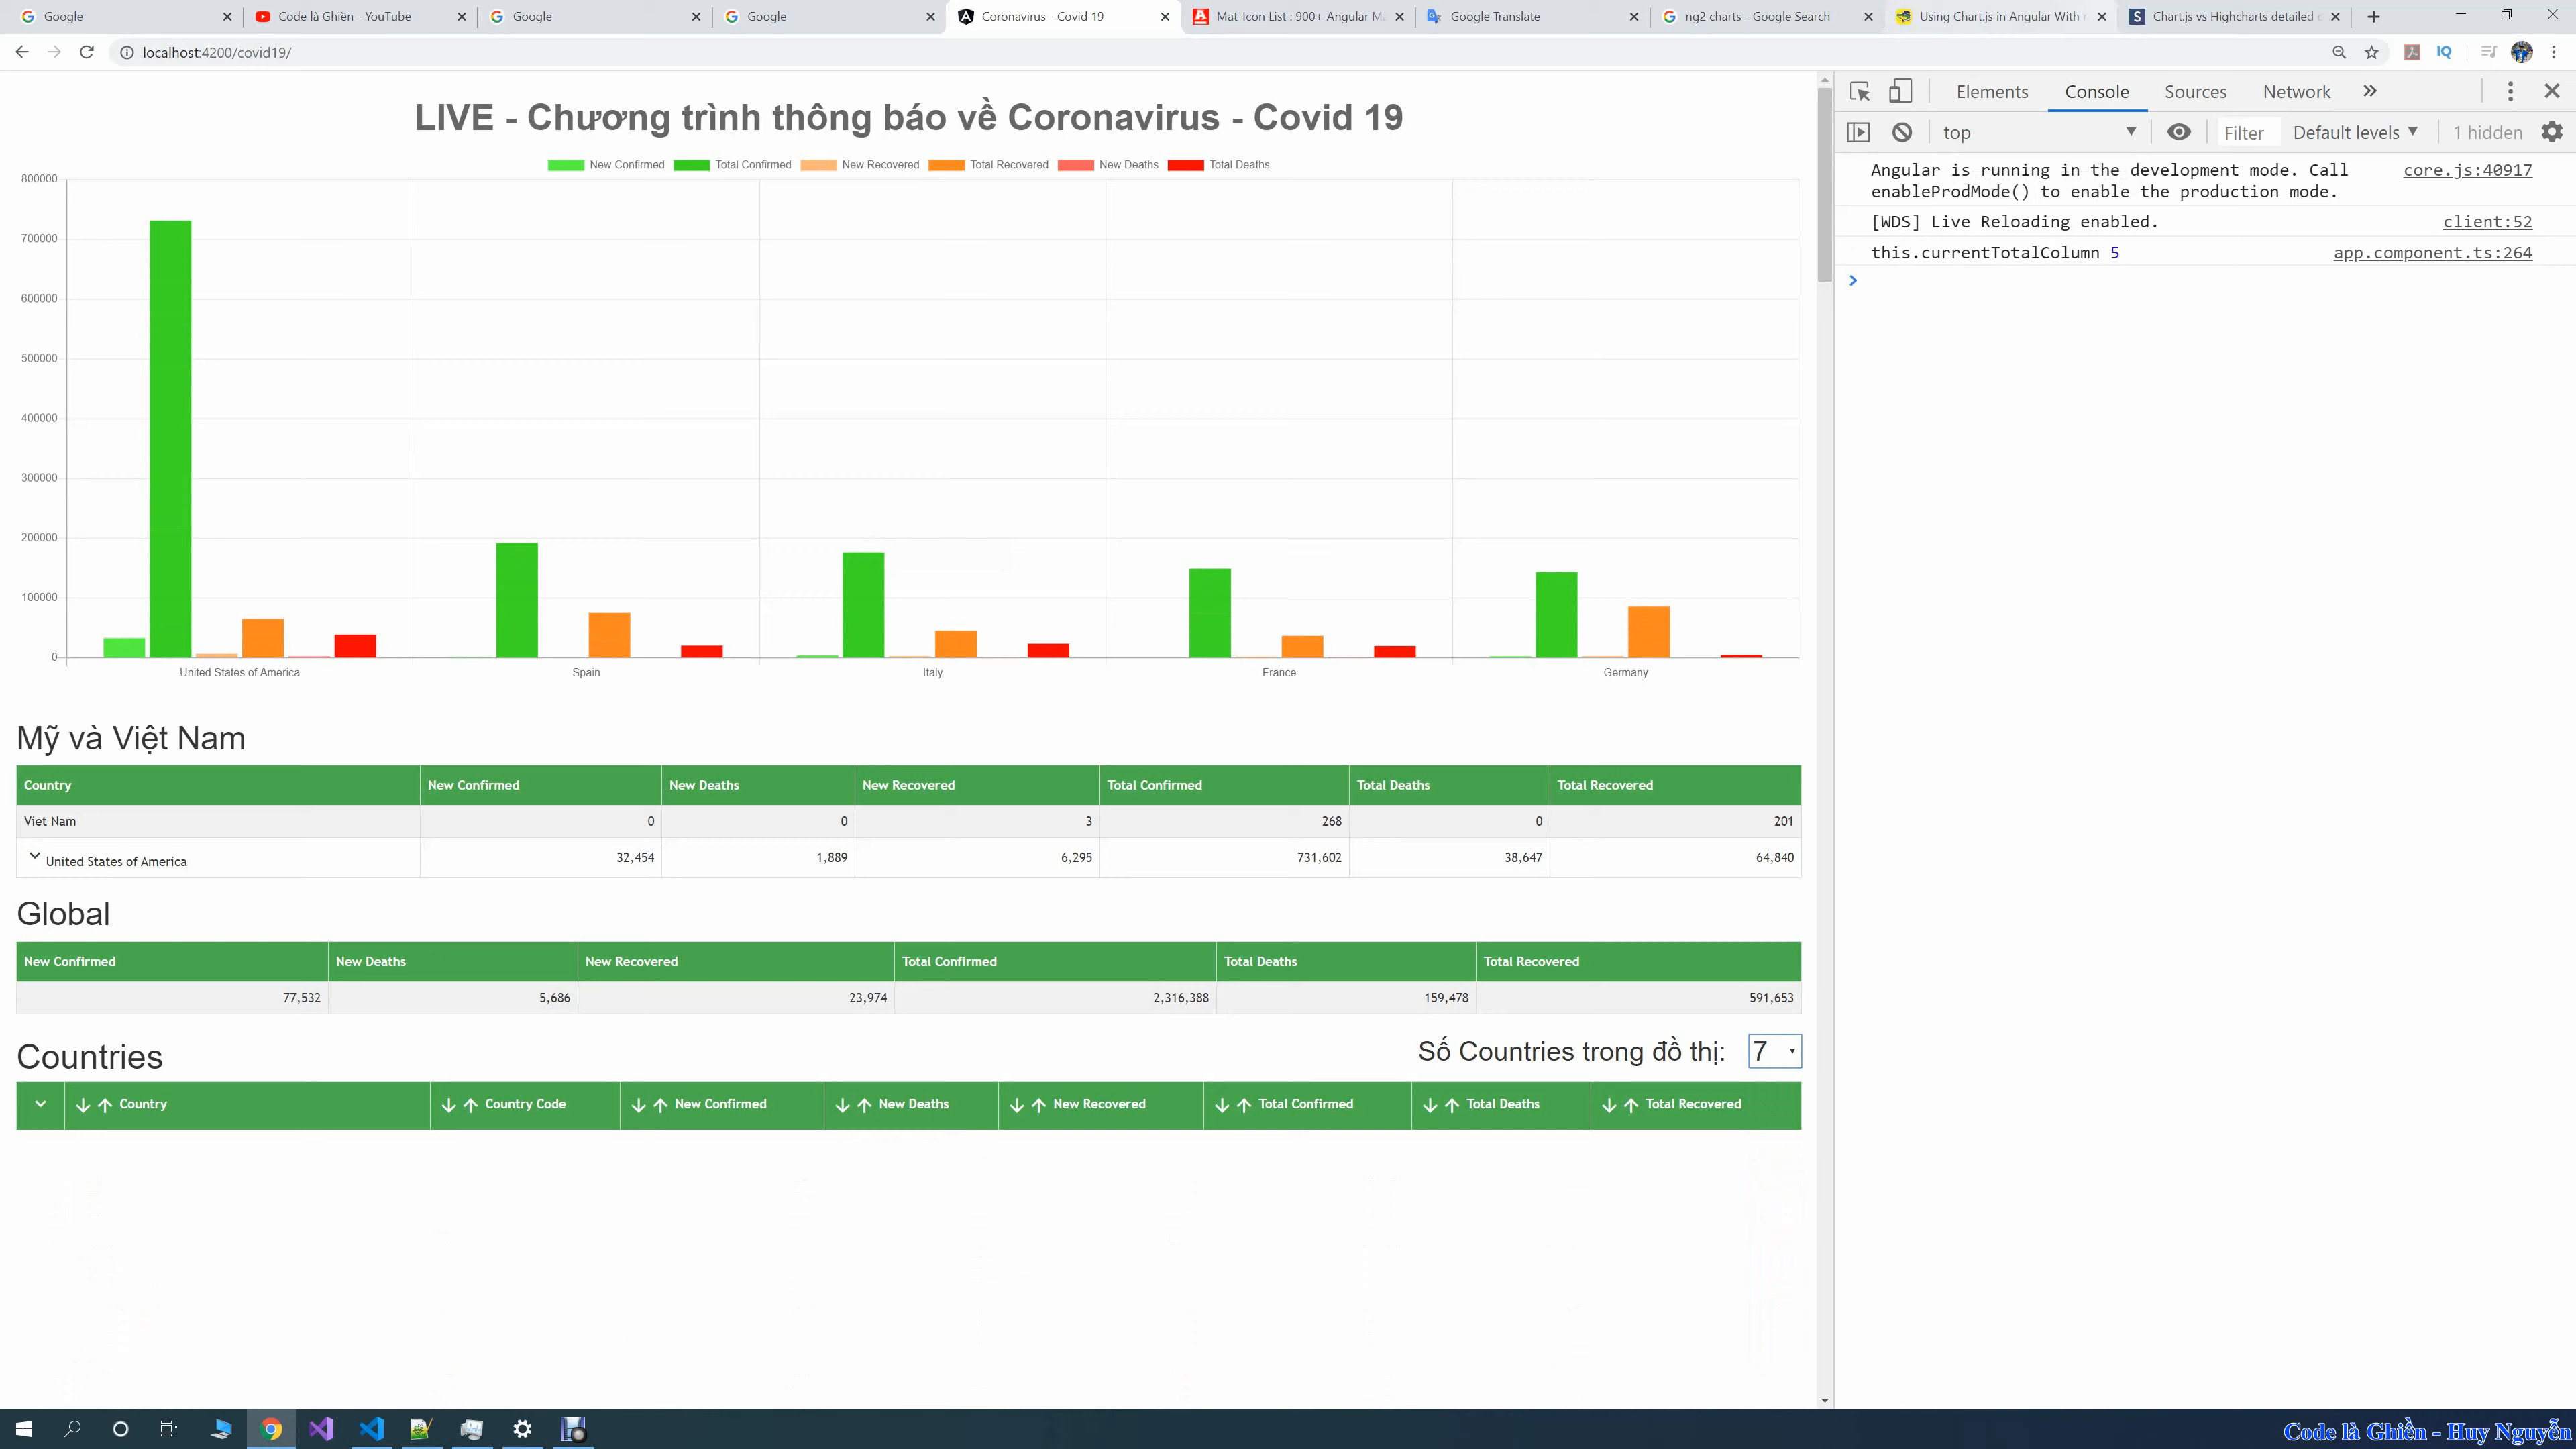 Google
Code là Ghiền - YouTube
Google
Google
Coronavirus - Covid 19
Mat-Icon List : 900+ Angular M
Google Translate
ng2 charts - Google Search
Using Chart.js in Angular With
Chart.js vs Highcharts detailed
localhost:4200/covid19/
IQ
LIVE - Chương trình thông báo về Coronavirus - Covid 19
New Confirmed Total Confirmed New Recovered Total Recovered New Deaths Total Deaths
800000
700000
600000
500000
400000
300000
200000
100000
0
United States of America Spain Italy France Germany
Mỹ và Việt Nam
Country New Confirmed New Deaths New Recovered Total Confirmed Total Deaths Total Recovered
Viet Nam 0 0 3 268 0 201
United States of America 32,454 1,889 6,295 731,602 38,647 64,840
Global
New Confirmed New Deaths New Recovered Total Confirmed Total Deaths Total Recovered
77,532 5,686 23,974 2,316,388 159,478 591,653
Countries Số Countries trong đồ thị: 7
Country Country Code New Confirmed New Deaths New Recovered Total Confirmed Total Deaths Total Recovered
Elements Console Sources Network
top Filter Default levels 1 hidden
Angular is running in the development mode. Call core.js:40917
enableProdMode() to enable the production mode.
[WDS] Live Reloading enabled. client:52
this.currentTotalColumn 5 app.component.ts:264
Code là Ghiền - Huy Nguyễn